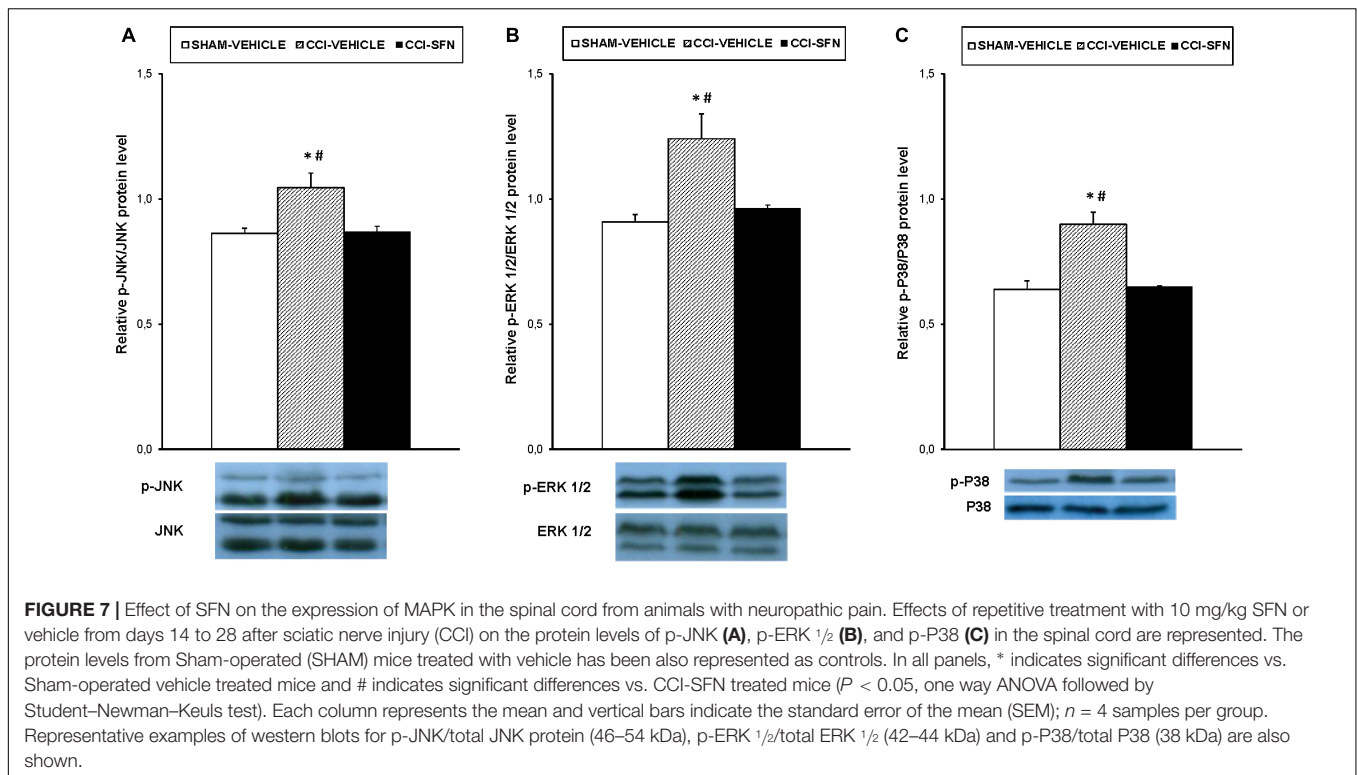 A
SHAM-VEHICLE CCI-VEHICLE CCI-SFN
Relative p-JNK/JNK protein level
1,5
1,0
0,5
0,0
* #
p-JNK
JNK
B
SHAM-VEHICLE CCI-VEHICLE CCI-SFN
Relative p-ERK 1/2/ERK 1/2 protein level
1,5
1,0
0,5
0,0
* #
p-ERK 1/2
ERK 1/2
C
SHAM-VEHICLE CCI-VEHICLE CCI-SFN
Relative p-P38/P38 protein level
1,5
1,0
0,5
0,0
* #
p-P38
P38
FIGURE 7 | Effect of SFN on the expression of MAPK in the spinal cord from animals with neuropathic pain. Effects of repetitive treatment with 10 mg/kg SFN or
vehicle from days 14 to 28 after sciatic nerve injury (CCI) on the protein levels of p-JNK (A), p-ERK 1/2 (B), and p-P38 (C) in the spinal cord are represented. The
protein levels from Sham-operated (SHAM) mice treated with vehicle has been also represented as controls. In all panels, * indicates significant differences vs.
Sham-operated vehicle treated mice and # indicates significant differences vs. CCI-SFN treated mice (P < 0.05, one way ANOVA followed by
Student–Newman–Keuls test). Each column represents the mean and vertical bars indicate the standard error of the mean (SEM); n = 4 samples per group.
Representative examples of western blots for p-JNK/total JNK protein (46–54 kDa), p-ERK 1/2/total ERK 1/2 (42–44 kDa) and p-P38/total P38 (38 kDa) are also
shown.